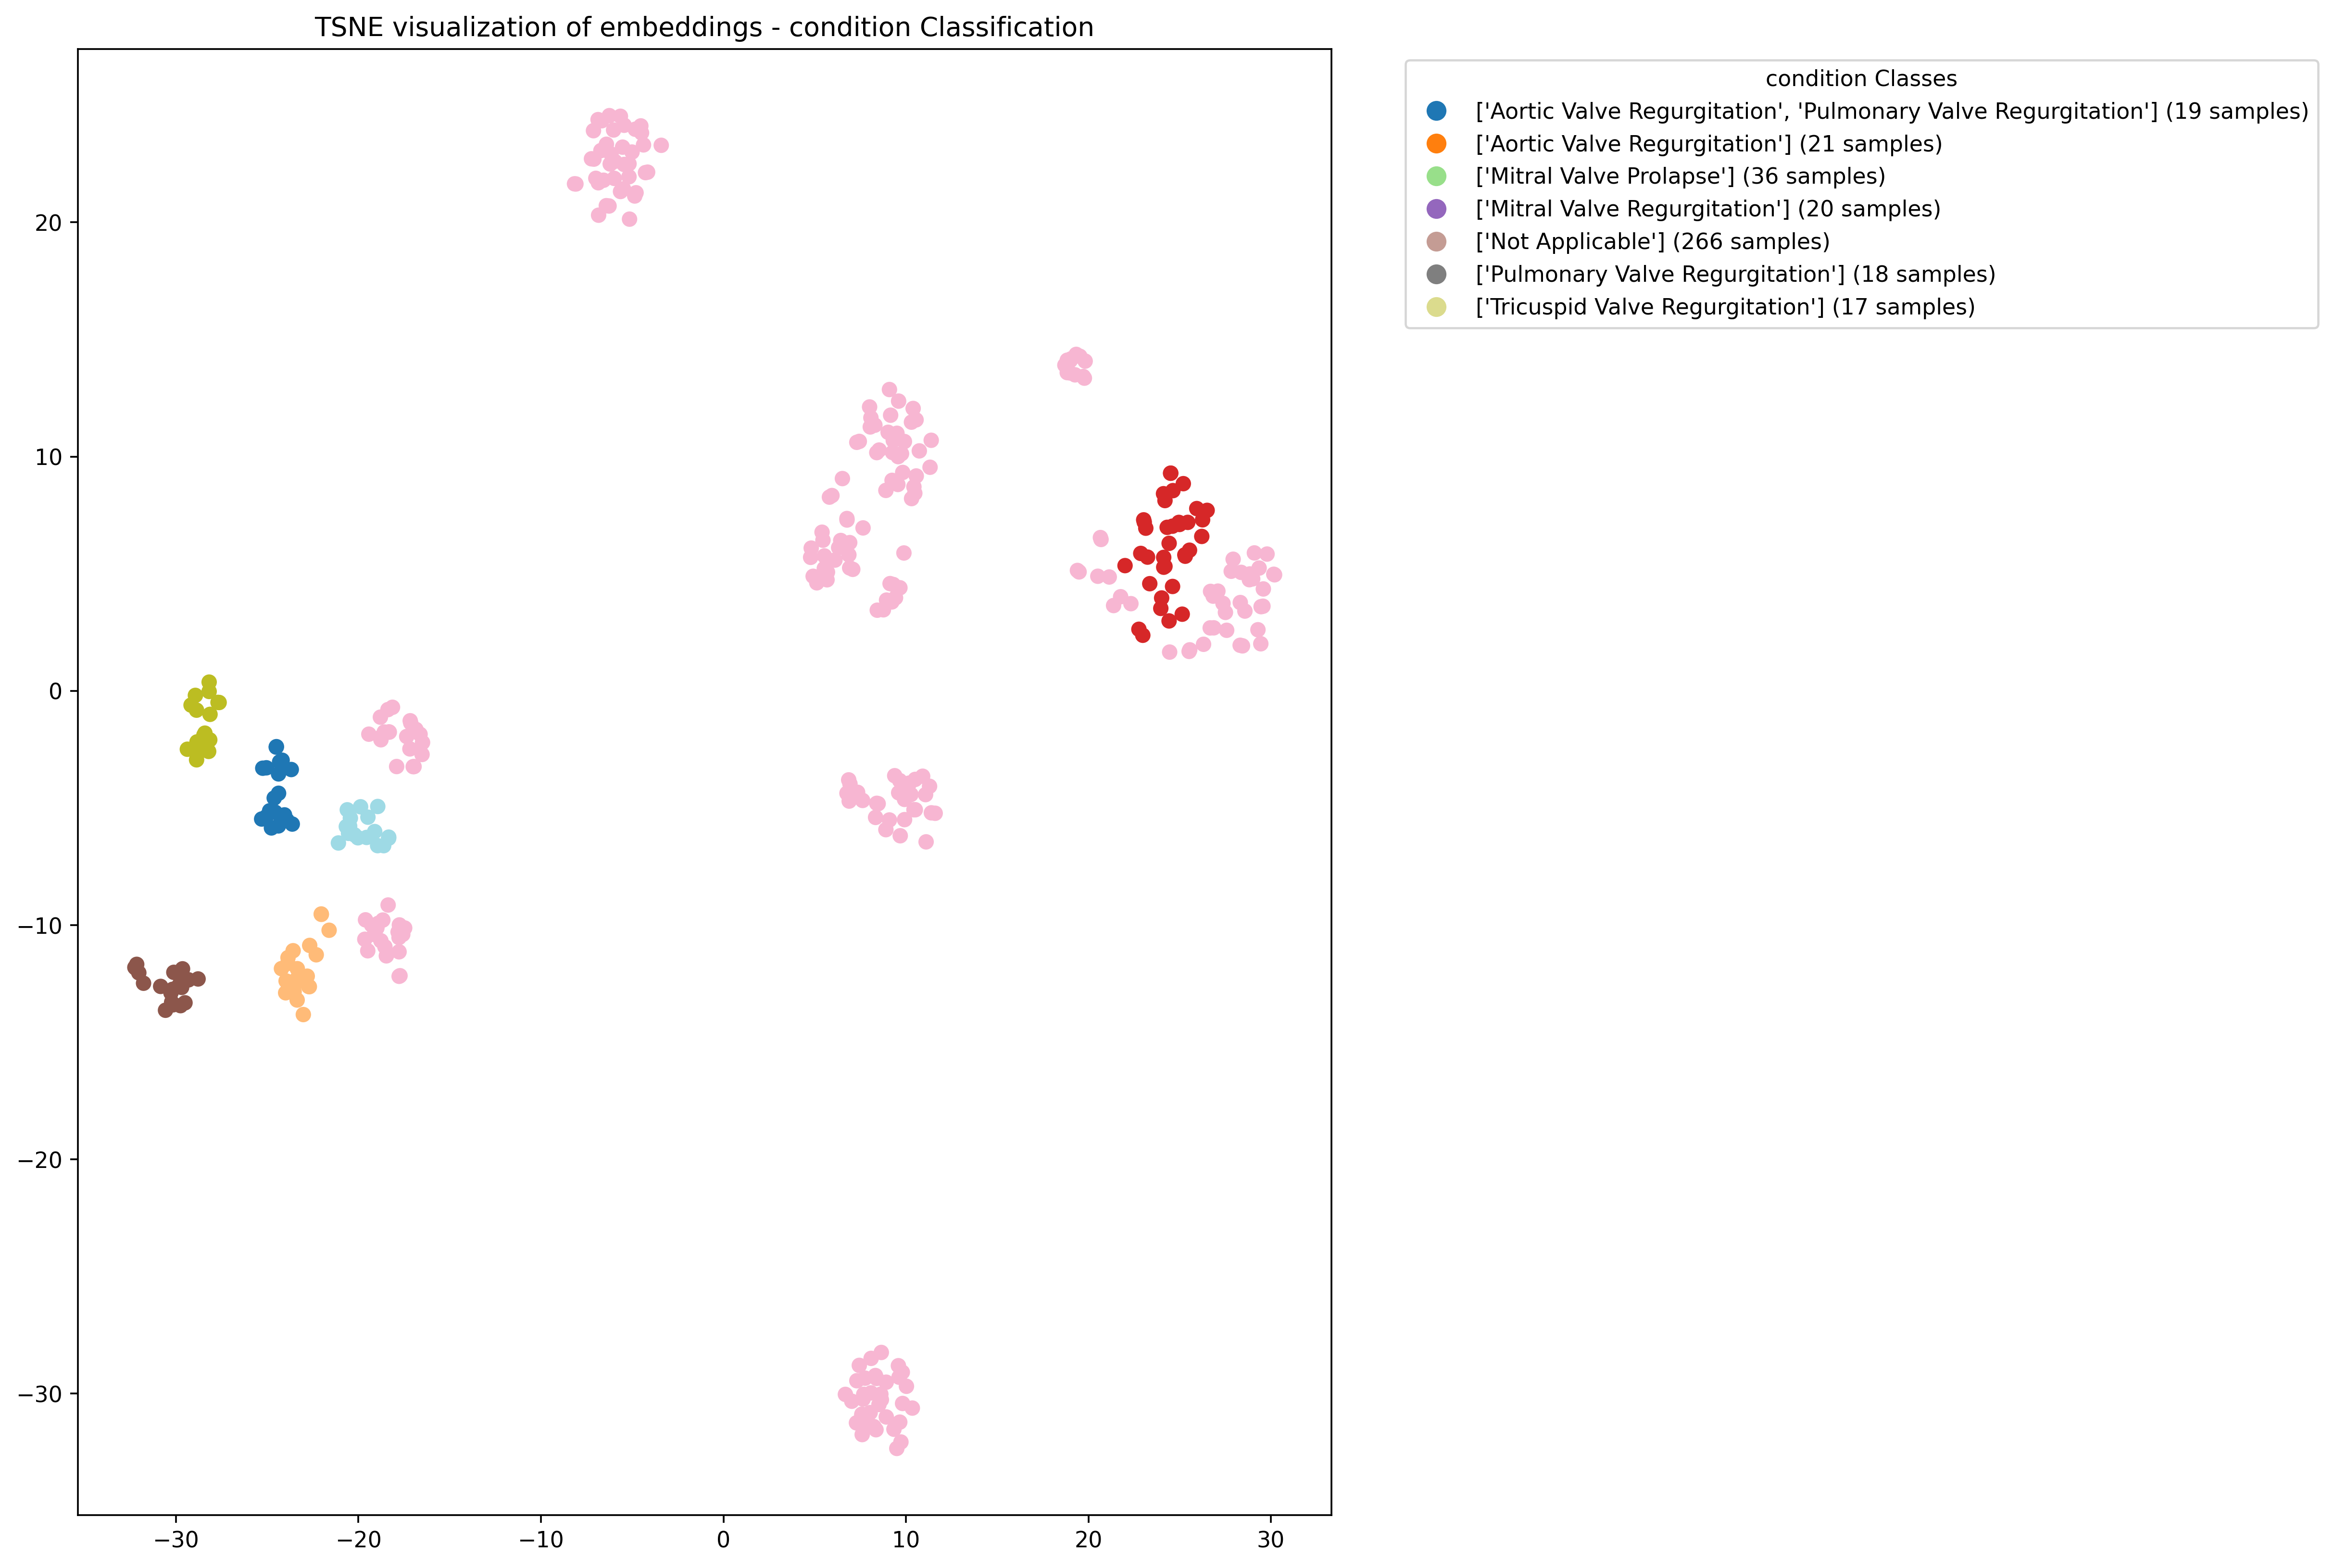 TSNE visualization of embeddings - condition Classification
condition Classes
['Aortic Valve Regurgitation', 'Pulmonary Valve Regurgitation'] (19 samples)
['Aortic Valve Regurgitation'] (21 samples)
['Mitral Valve Prolapse'] (36 samples)
['Mitral Valve Regurgitation'] (20 samples)
['Not Applicable'] (266 samples)
['Pulmonary Valve Regurgitation'] (18 samples)
['Tricuspid Valve Regurgitation'] (17 samples)
20
10
0
−10
−20
−30
−30 −20 −10 0 10 20 30